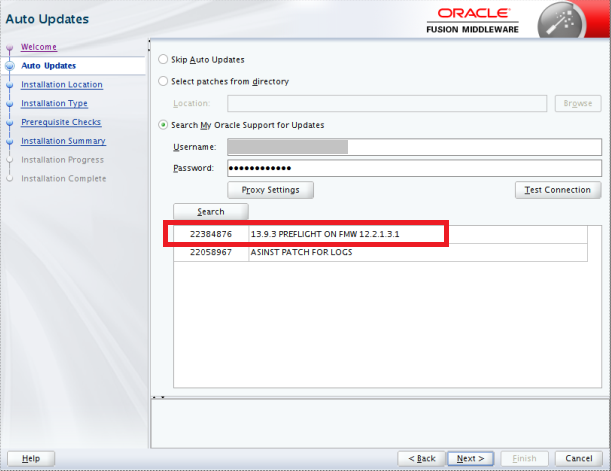 Auto Updates
ORACLE
FUSION MIDDLEWARE
Welcome
Auto Updates
Installation Location
Installation Type
Prerequisite Checks
Installation Summary
Installation Progress
Installation Complete
Skip Auto Updates
Select patches from directory
Location:
Browse
Search My Oracle Support for Updates
Username:
Password: ••••••••••••
Proxy Settings
Test Connection
Search
22384876 13.9.3 PREFLIGHT ON FMW 12.2.1.3.1
22058967 ASINST PATCH FOR LOGS
Help
< Back
Next >
Finish
Cancel